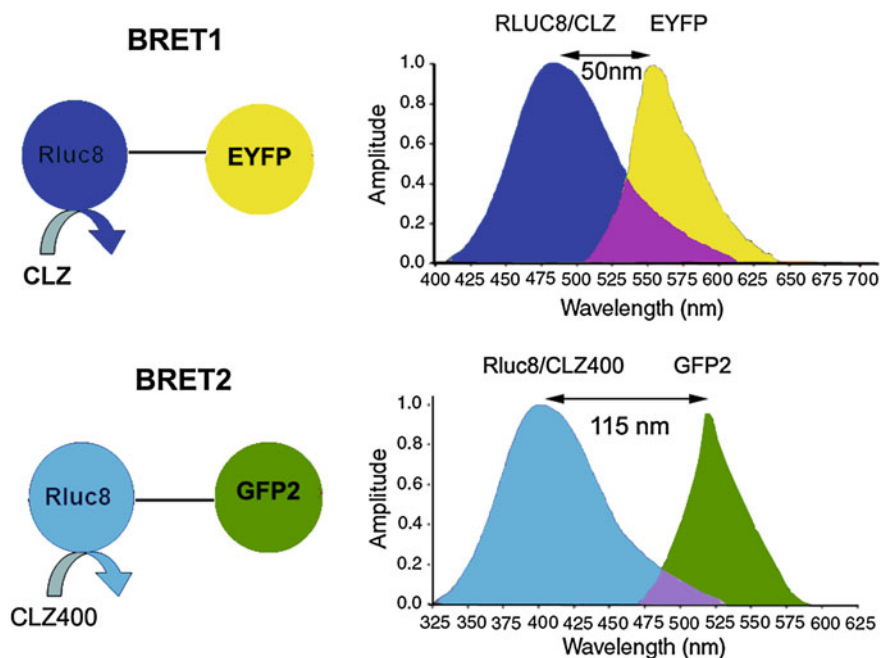 BRET1
Rluc8
EYFP
CLZ
RLUC8/CLZ EYFP
50nm
Amplitude
1.0
0.8
0.6
0.4
0.2
0.0
400 425 450 475 500 525 550 575 600 625 650 675 700
Wavelength (nm)
BRET2
Rluc8
GFP2
CLZ400
Rluc8/CLZ400 GFP2
115 nm
Amplitude
1.0
0.8
0.6
0.4
0.2
0.0
325 350 375 400 425 450 475 500 525 550 575 600 625
Wavelength (nm)